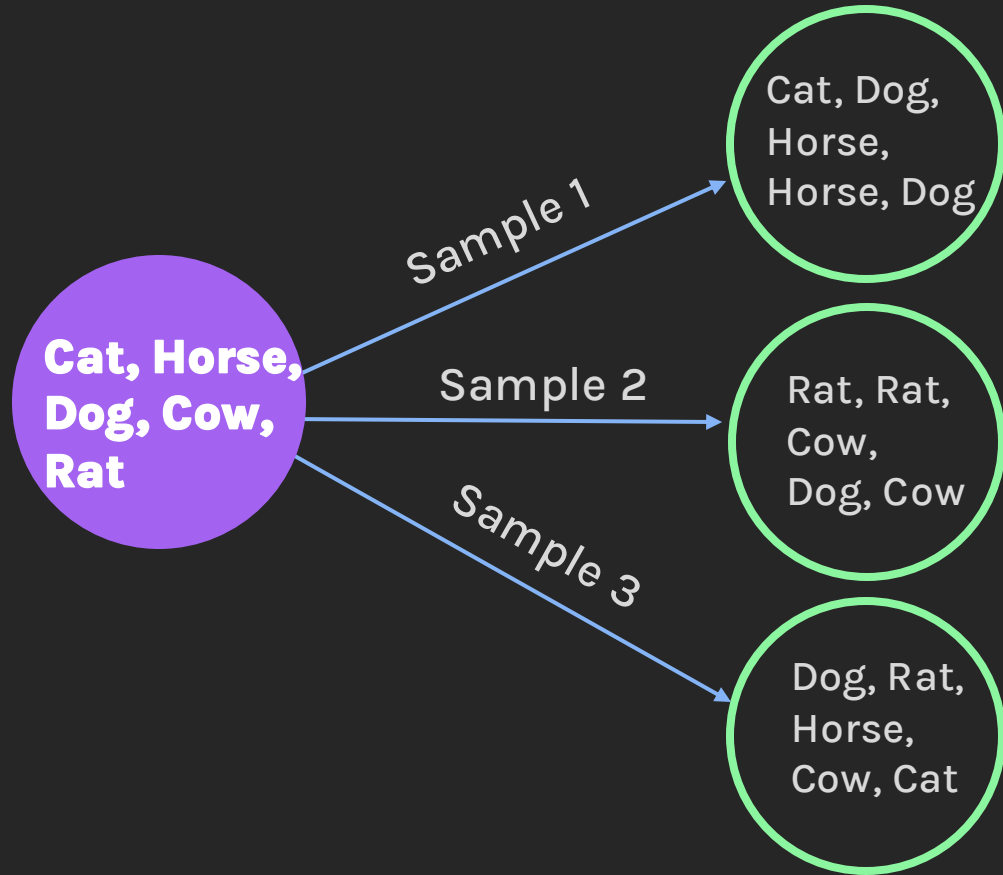 Cat, Horse,
Dog, Cow,
Rat
Sample 1
Cat, Dog,
Horse,
Horse, Dog
Sample 2
Rat, Rat,
Cow,
Dog, Cow
Sample 3
Dog, Rat,
Horse,
Cow, Cat